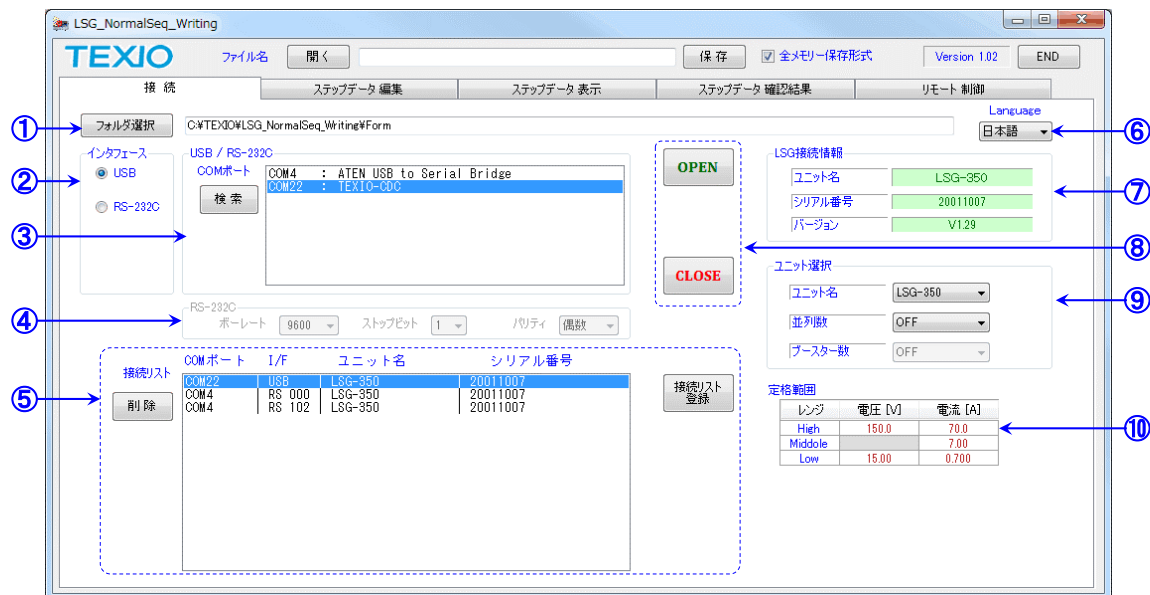 LSG_NormalSeq_Writing
TEXIO ファイル名 開く 保存 全メモリー保存形式 Version 1.02 END
接続 ステップデータ 編集 ステップデータ 表示 ステップデータ 確認結果 リモート 制御
Language
① フォルダ選択 C:¥TEXIO¥LSG_NormalSeq_Writing¥Form 日本語 ⑥
インタフェース USB / RS-232C LSG接続情報
② USB COMポート COM4 : ATEN USB to Serial Bridge OPEN ユニット名 LSG-350
COM22 : TEXIO-CDC
検索 シリアル番号 20011007 ⑦
RS-232C バージョン V1.29
③ ⑧
CLOSE ユニット選択
ユニット名 LSG-350 ⑨
RS-232C
④ ボーレート 9600 ストップビット 1 パリティ 偶数 並列数 OFF
ブースター数 OFF
COMポート I/F ユニット名 シリアル番号
接続リスト COM22 USB LSG-350 20011007 接続リスト登録
⑤ 削除 COM4 RS 000 LSG-350 20011007
COM4 RS 102 LSG-350 20011007
定格範囲
レンジ 電圧 [V] 電流 [A]
High 150.0 70.0 ⑩
Middole 7.00
Low 15.00 0.700